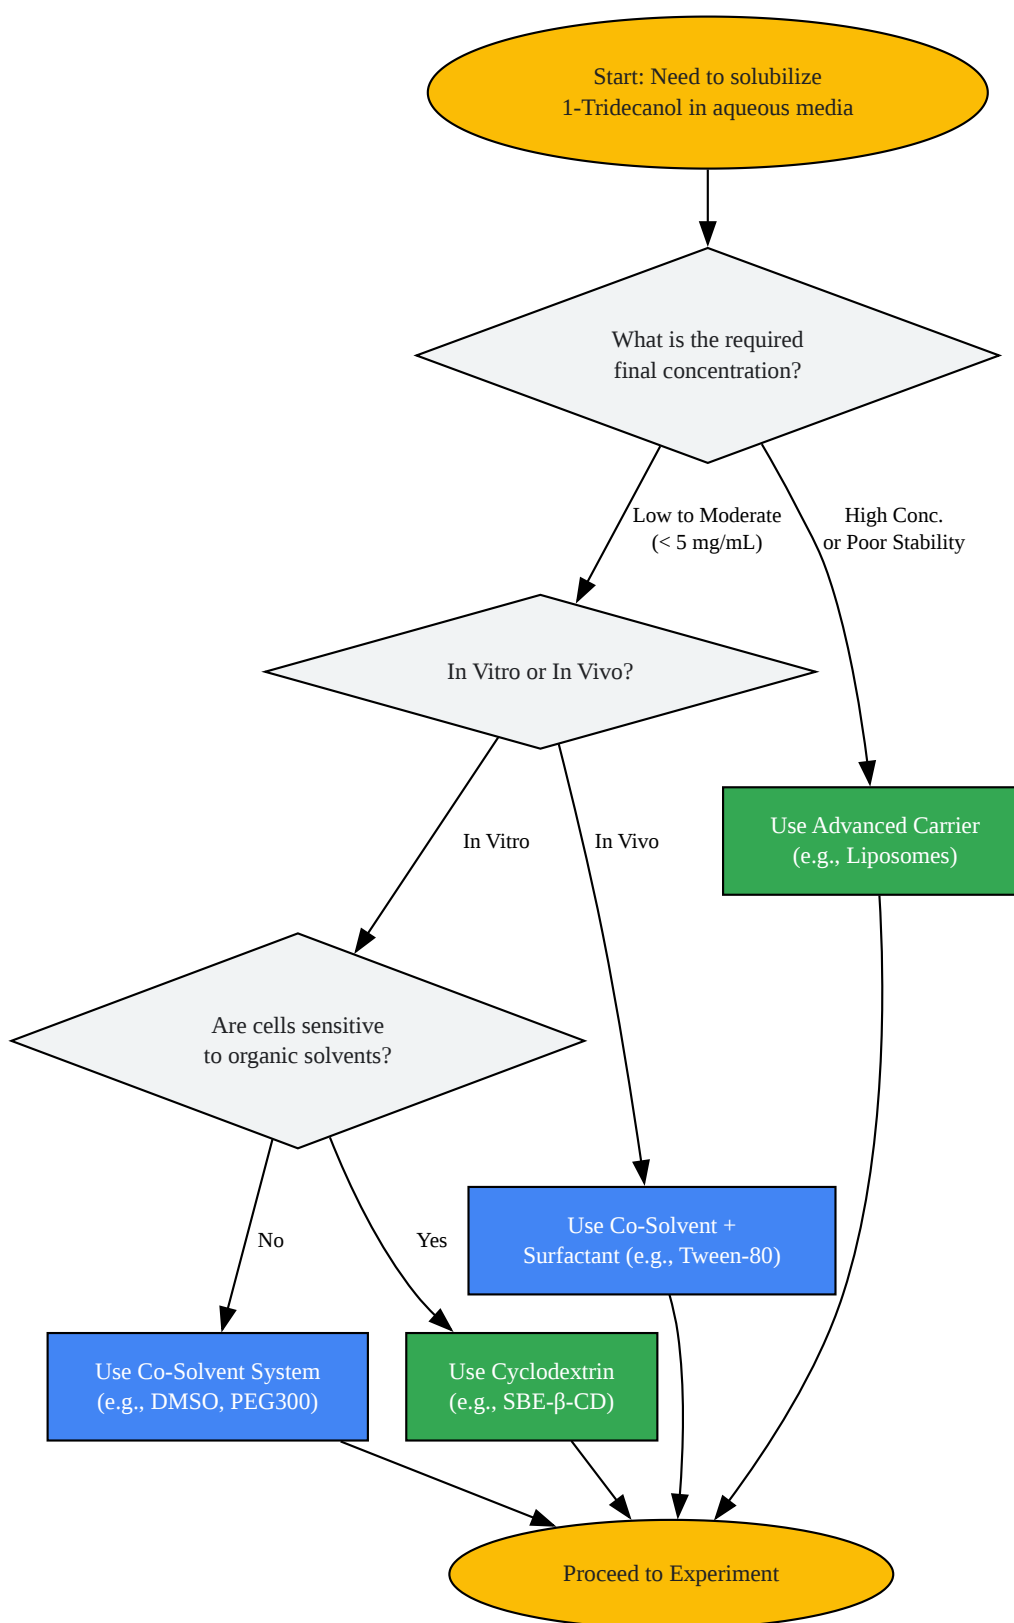 Start: Need to solubilize
1-Tridecanol in aqueous media
What is the required
final concentration?
Low to Moderate
(< 5 mg/mL)
High Conc.
or Poor Stability
In Vitro or In Vivo?
In Vitro
In Vivo
Use Advanced Carrier
(e.g., Liposomes)
Are cells sensitive
to organic solvents?
No
Yes
Use Co-Solvent +
Surfactant (e.g., Tween-80)
Use Co-Solvent System
(e.g., DMSO, PEG300)
Use Cyclodextrin
(e.g., SBE-β-CD)
Proceed to Experiment